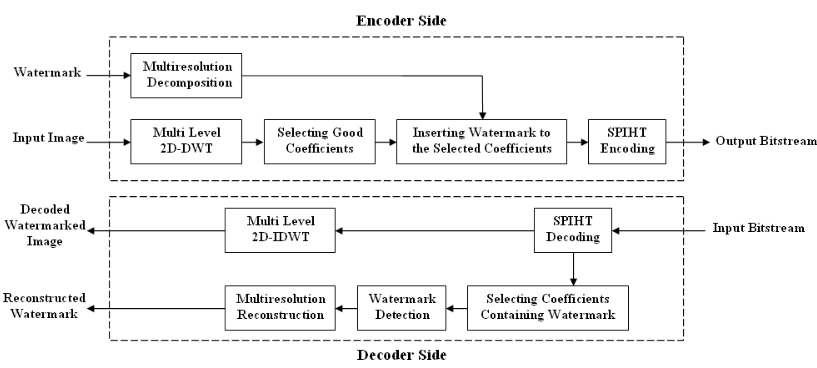 Encoder Side
Watermark
Multiresolution
Decomposition
Input Image
Multi Level
2D-DWT
Selecting Good
Coefficients
Inserting Watermark to
the Selected Coefficients
SPIHT
Encoding
Output Bitstream
Decoded
Watermarked
Image
Multi Level
2D-IDWT
SPIHT
Decoding
Input Bitstream
Reconstructed
Watermark
Multiresolution
Reconstruction
Watermark
Detection
Selecting Coefficients
Containing Watermark
Decoder Side